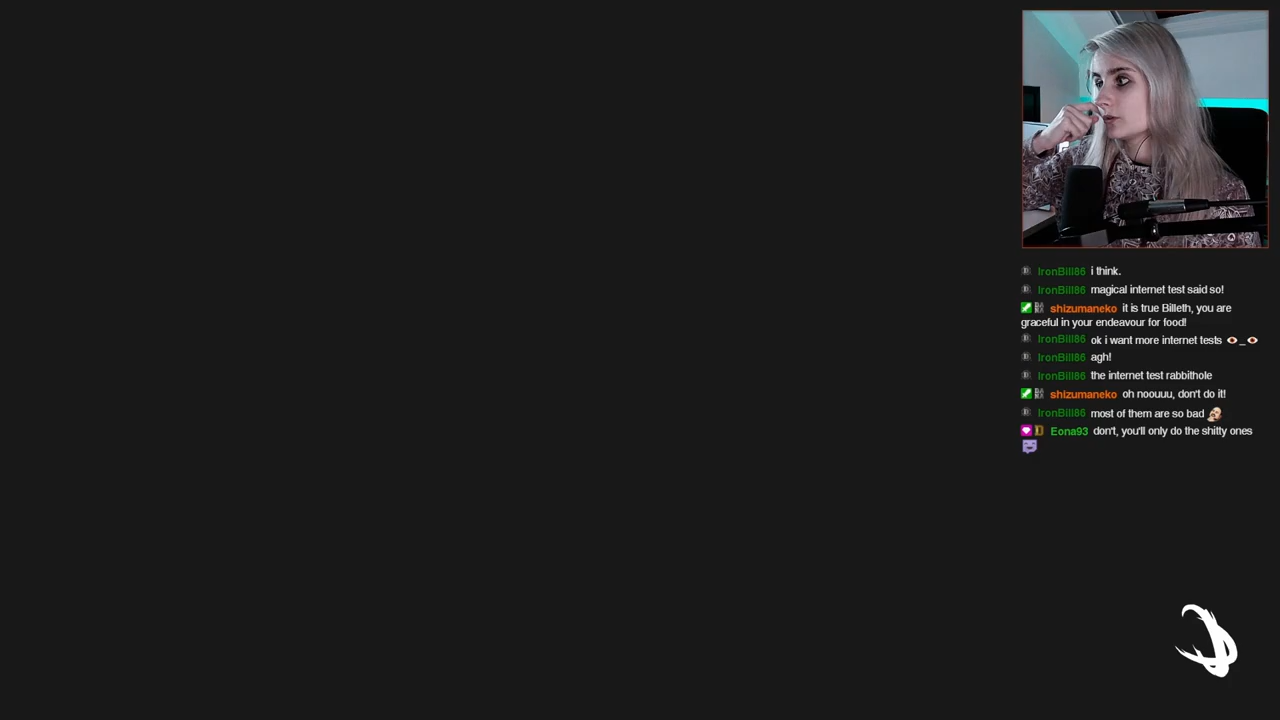 IronBill86 i think.
IronBill86 magical internet test said so!
shizumaneko it is true Billeth, you are
graceful in your endeavour for food!
IronBill86 ok i want more internet tests 👁_👁
IronBill86 agh!
IronBill86 the internet test rabbithole
shizumaneko oh noouuu, don't do it!
IronBill86 most of them are so bad
Eona93 don't, you'll only do the shitty ones